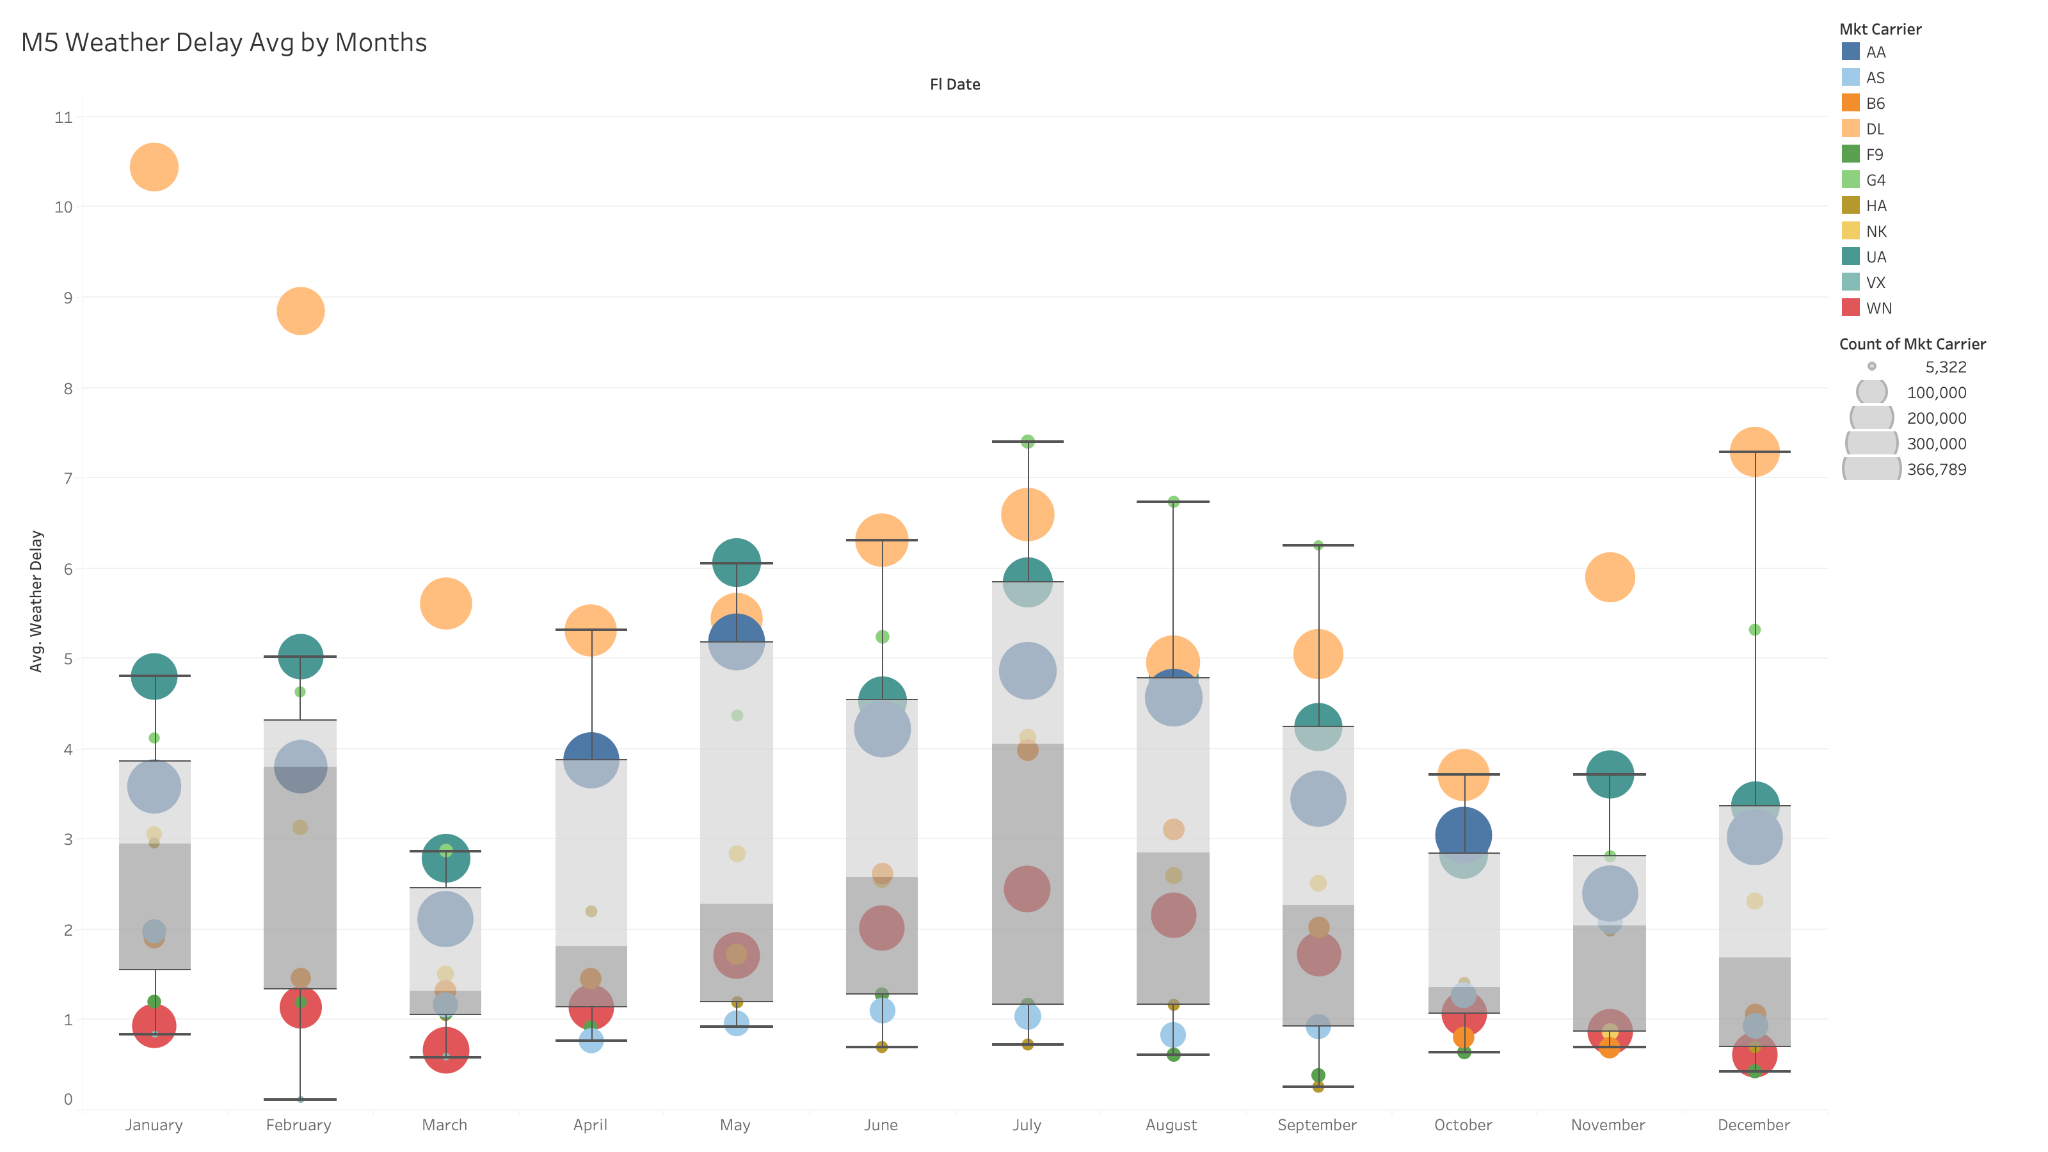 M5 Weather Delay Avg by Months
Fl Date
Avg. Weather Delay
11
10
9
8
7
6
5
4
3
2
1
0
January February March April May June July August September October November December
Mkt Carrier
AA
AS
B6
DL
F9
G4
HA
NK
UA
VX
WN
Count of Mkt Carrier
5,322
100,000
200,000
300,000
366,789